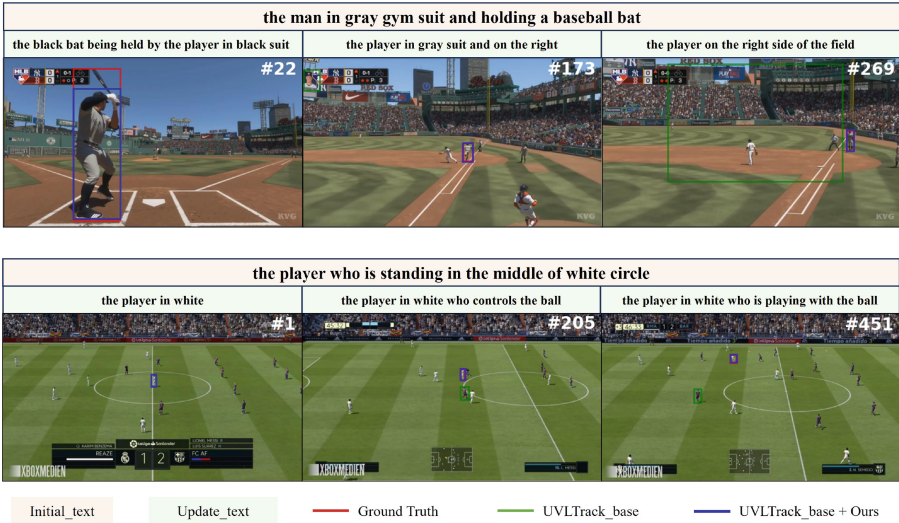 the man in gray gym suit and holding a baseball bat
the black bat being held by the player in black suit
the player in gray suit and on the right
the player on the right side of the field
#22
#173
#269
RED SOX
KVG
KVG
the player who is standing in the middle of white circle
the player in white
the player in white who controls the ball
the player in white who is playing with the ball
#1
#205
#451
REAZE
1 2
FC AF
XBOXMEDIEN
XBOXMEDIEN
XBOXMEDIEN
Initial_text
Update_text
Ground Truth
UVLTrack_base
UVLTrack_base + Ours